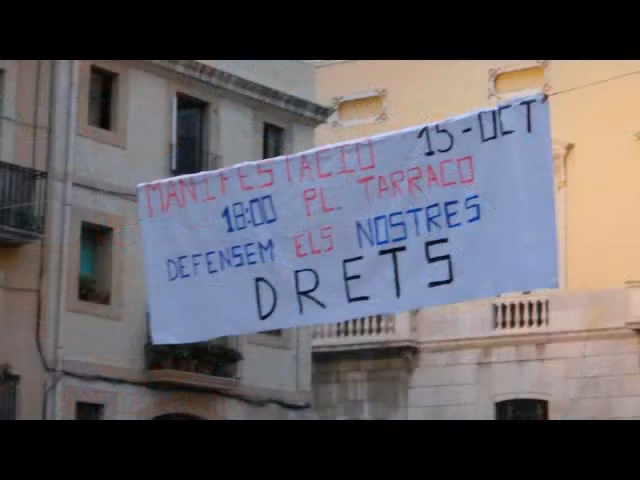 MANIFESTACIO 15-OCT
18:00 PL. TARRACO
DEFENSEM ELS NOSTRES
DRETS